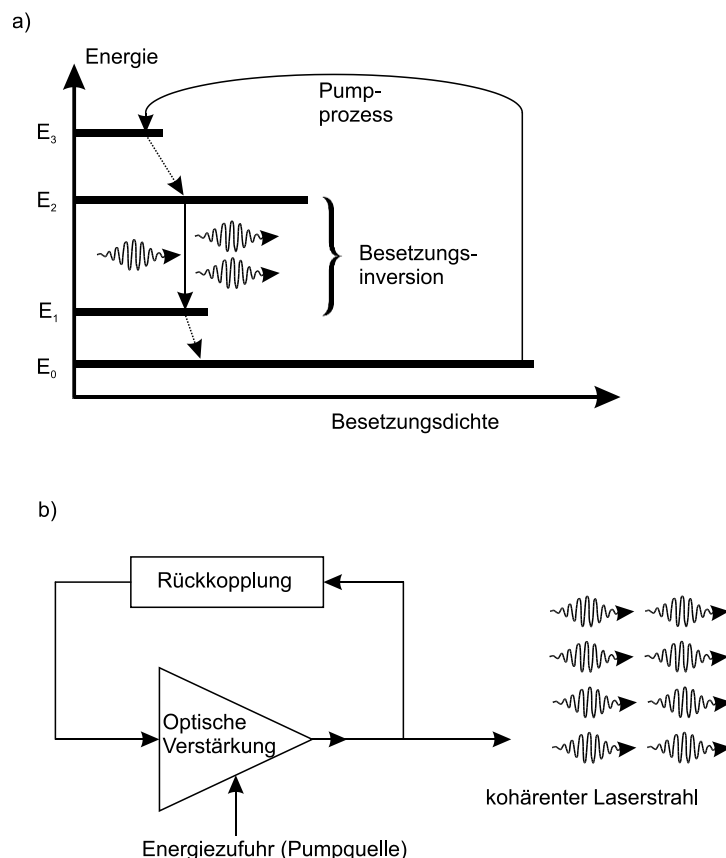 a)
Energie
Pump-
prozess
E₃
E₂
Besetzungs-
inversion
E₁
E₀
Besetzungsdichte
b)
Rückkopplung
Optische
Verstärkung
kohärenter Laserstrahl
Energiezufuhr (Pumpquelle)